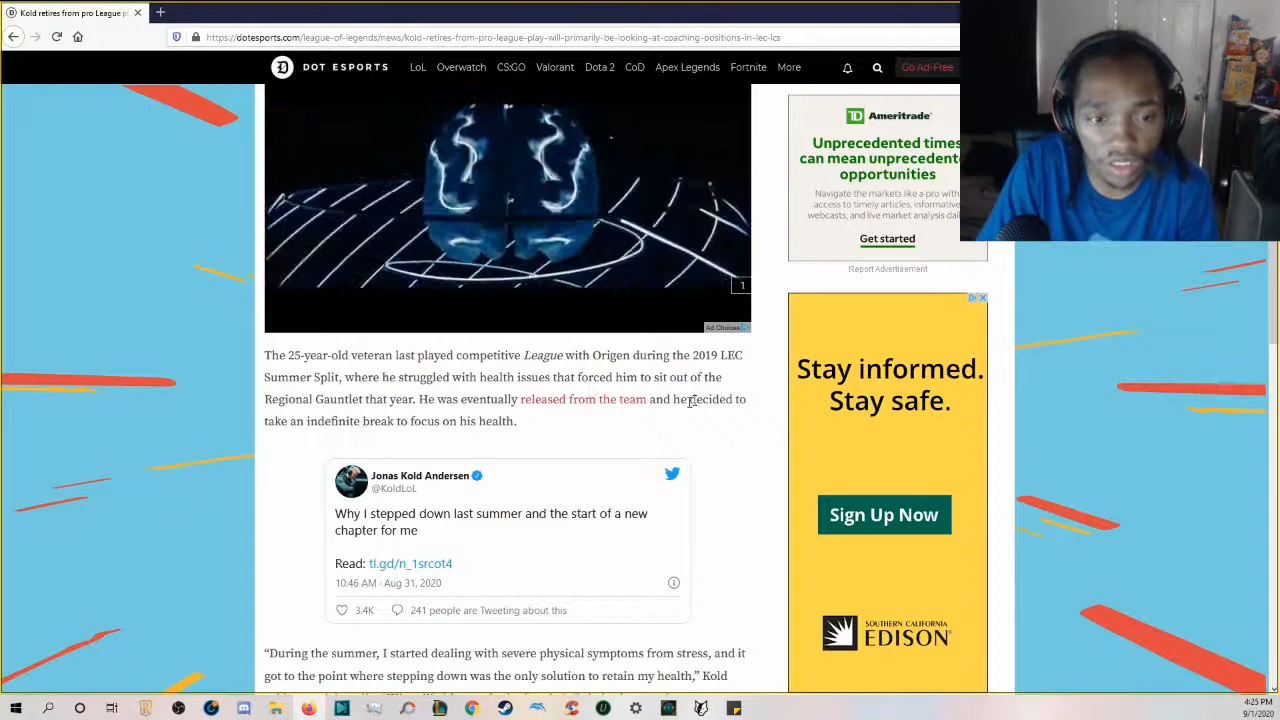 Kold retires from pro League p
https://dotesports.com/league-of-legends/news/kold-retires-from-pro-league-play-will-primarily-be-looking-at-coaching-positions-in-lec-lcs
DOT ESPORTS
LoL Overwatch CS:GO Valorant Dota 2 CoD Apex Legends Fortnite More
Go Ad-Free
1
Ad Choices
The 25-year-old veteran last played competitive League with Origen during the 2019 LEC
Summer Split, where he struggled with health issues that forced him to sit out of the
Regional Gauntlet that year. He was eventually released from the team and he decided to
take an indefinite break to focus on his health.
Jonas Kold Andersen
@KoldLoL
Why I stepped down last summer and the start of a new
chapter for me
Read: tl.gd/n_1srcot4
10:46 AM · Aug 31, 2020
3.4K 241 people are Tweeting about this
“During the summer, I started dealing with severe physical symptoms from stress, and it
got to the point where stepping down was the only solution to retain my health,” Kold
TD Ameritrade
Unprecedented times
can mean unprecedent
opportunities
Navigate the markets like a pro with
access to timely articles, informative
webcasts, and live market analysis dail
Get started
Report Advertisement
Stay informed.
Stay safe.
Sign Up Now
SOUTHERN CALIFORNIA
EDISON
4:25 PM
9/1/2020